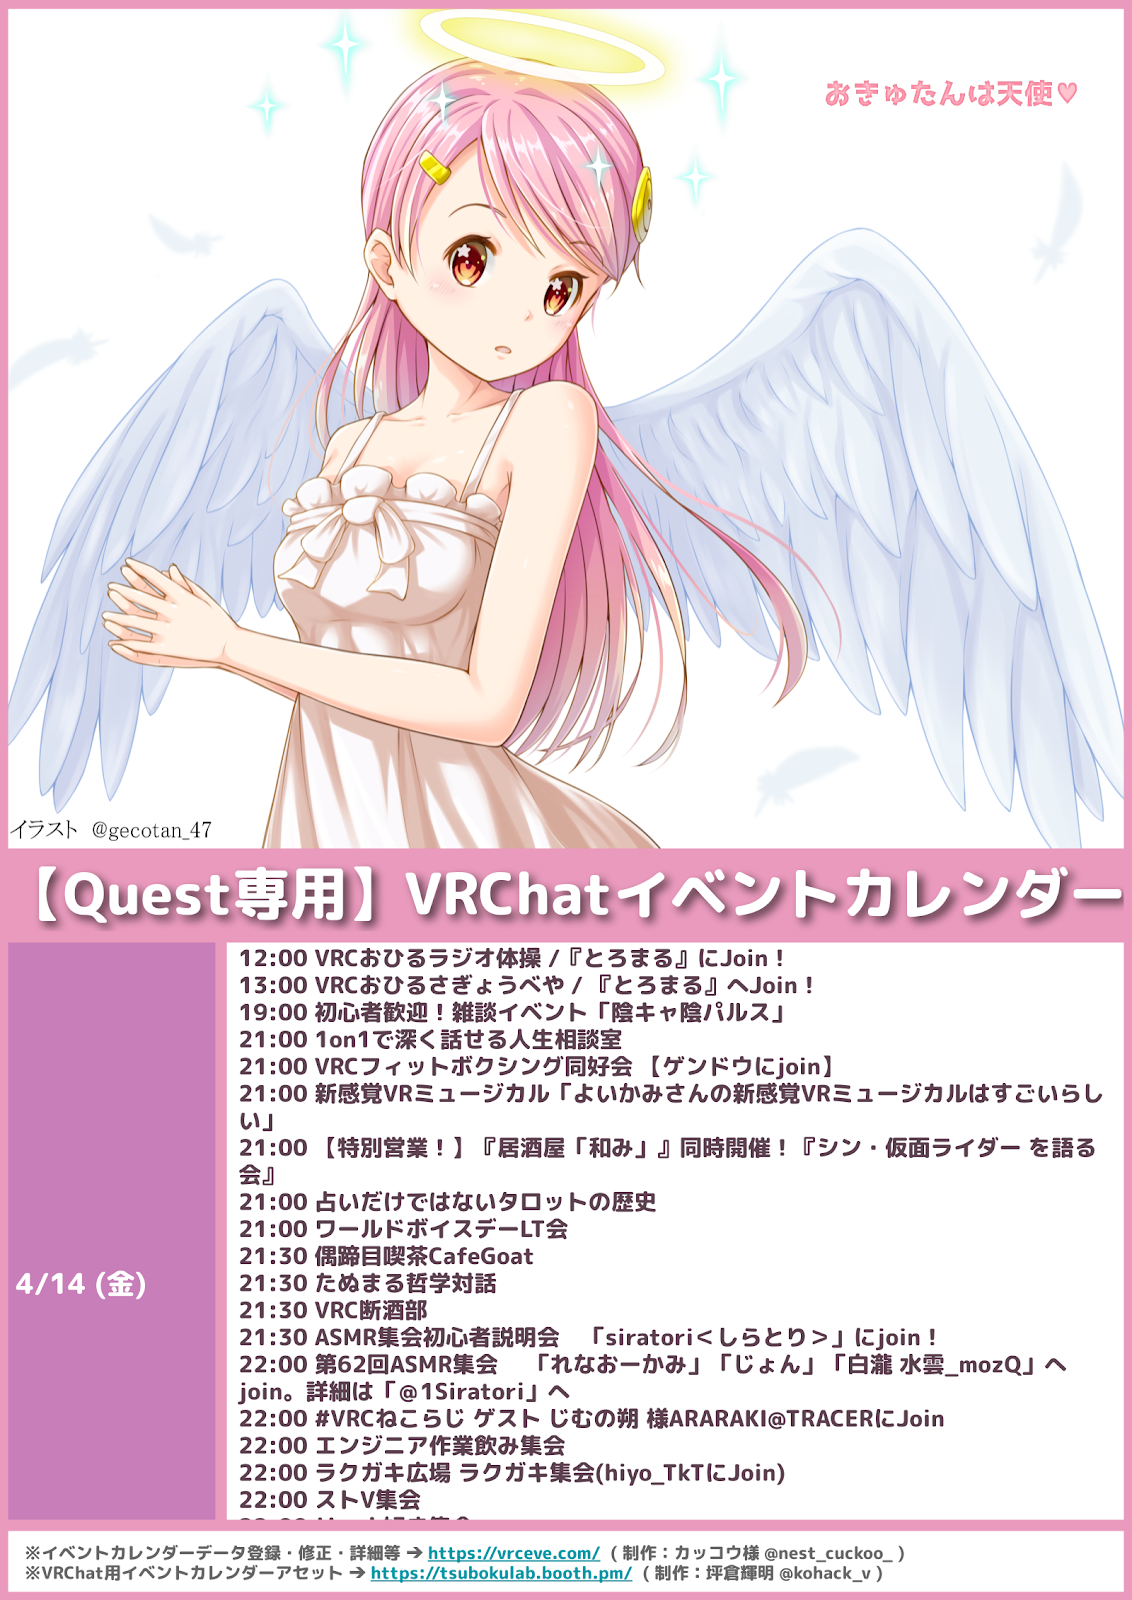 おきゅたんは天使♥
イラスト @gecotan_47
【Quest専用】VRChatイベントカレンダー
4/14 (金)
12:00 VRCおひるラジオ体操 /『とろまる』にJoin！
13:00 VRCおひるさぎょうべや / 『とろまる』へJoin！
19:00 初心者歓迎！雑談イベント「陰キャ陰パルス」
21:00 1on1で深く話せる人生相談室
21:00 VRCフィットボクシング同好会 【ゲンドウにjoin】
21:00 新感覚VRミュージカル「よいかみさんの新感覚VRミュージカルはすごいらし
い」
21:00 【特別営業！】『居酒屋「和み」』同時開催！『シン・仮面ライダー を語る
会』
21:00 占いだけではないタロットの歴史
21:00 ワールドボイスデーLT会
21:30 偶蹄目喫茶CafeGoat
21:30 たぬまる哲学対話
21:30 VRC断酒部
21:30 ASMR集会初心者説明会　「siratori＜しらとり＞」にjoin！
22:00 第62回ASMR集会　「れなおーかみ」「じょん」「白瀧 水雲_mozQ」へ
join。詳細は「@1Siratori」へ
22:00 #VRCねこらじ ゲスト じむの朔 様ARARAKI@TRACERにJoin
22:00 エンジニア作業飲み集会
22:00 ラクガキ広場 ラクガキ集会(hiyo_TkTにJoin)
22:00 ストV集会
※イベントカレンダーデータ登録・修正・詳細等 ➔ https://vrceve.com/ （制作：カッコウ様 @nest_cuckoo_ ）
※VRChat用イベントカレンダーアセット ➔ https://tsubokulab.booth.pm/ （制作：坪倉輝明 @kohack_v ）